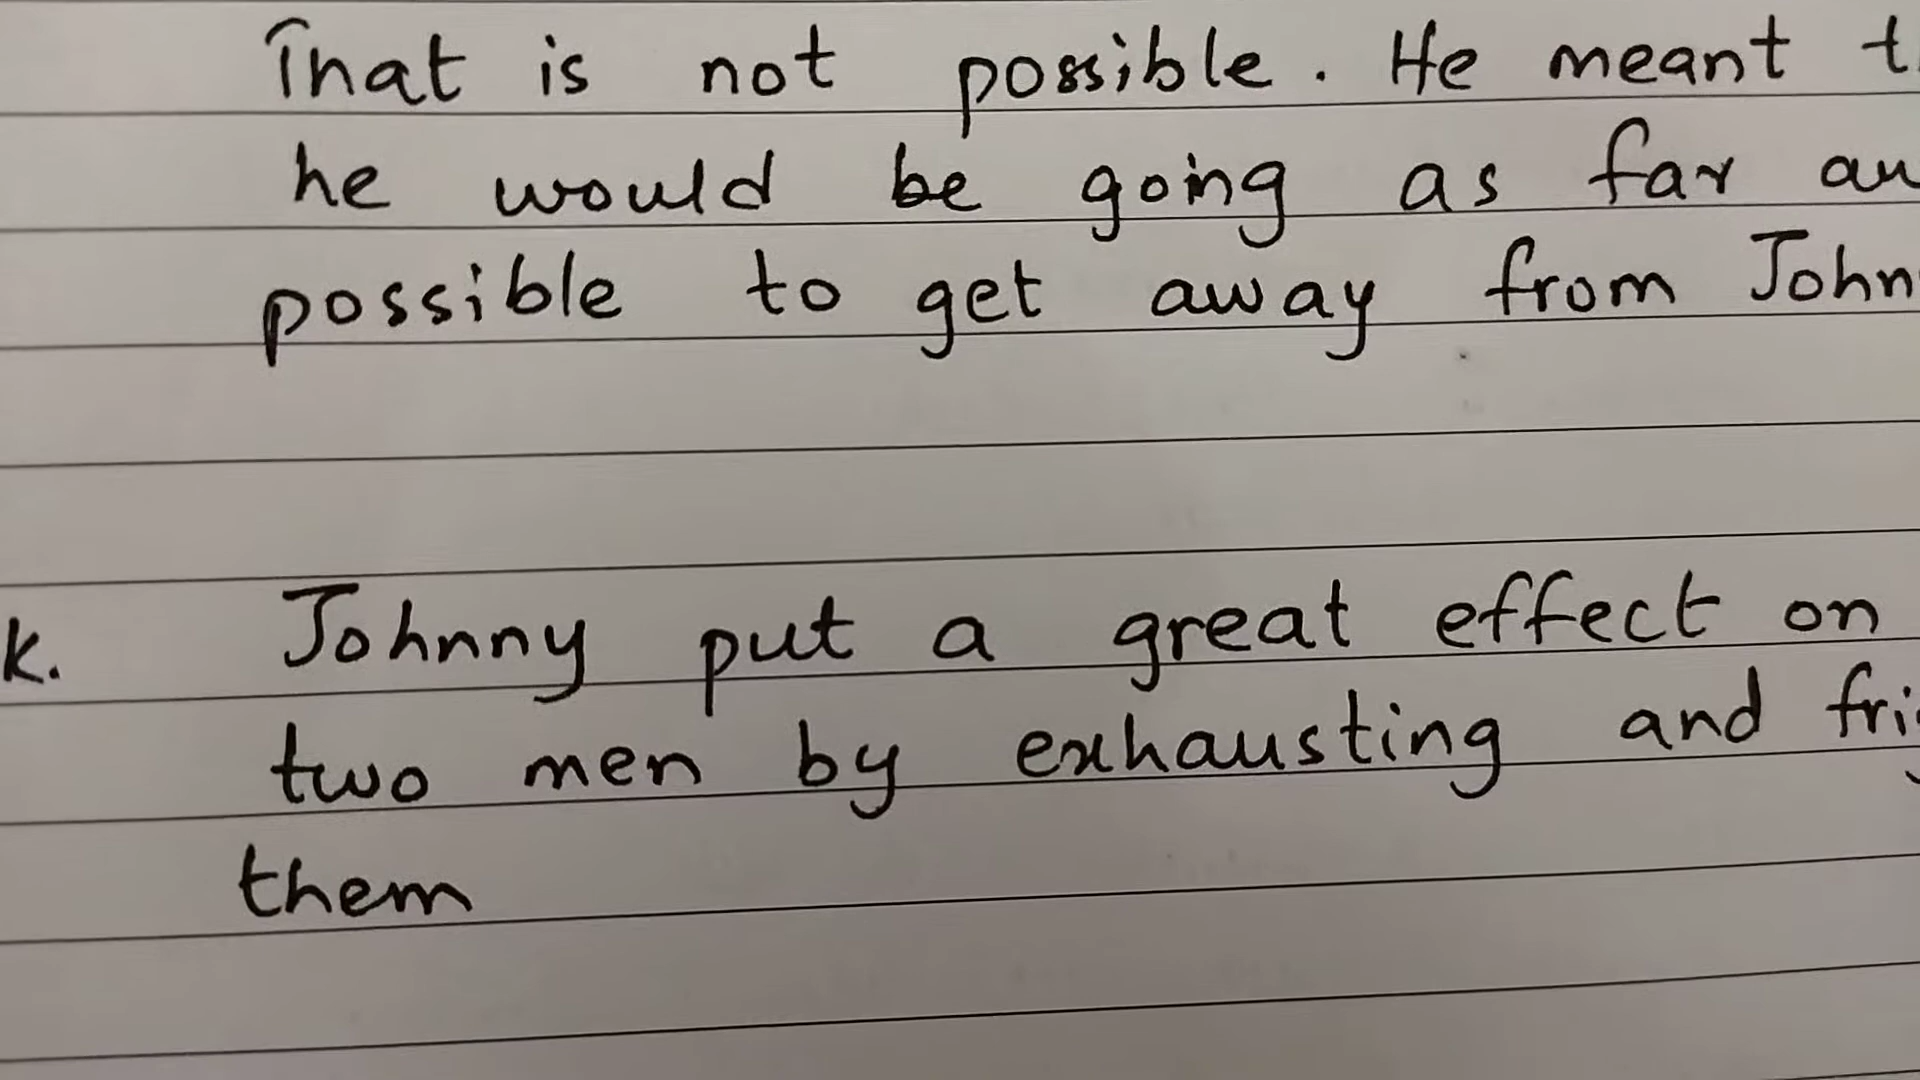 That is not possible. He meant
he would be going as far
possible to get away from
k. Johnny put a great effect on
two men by exhausting and
them